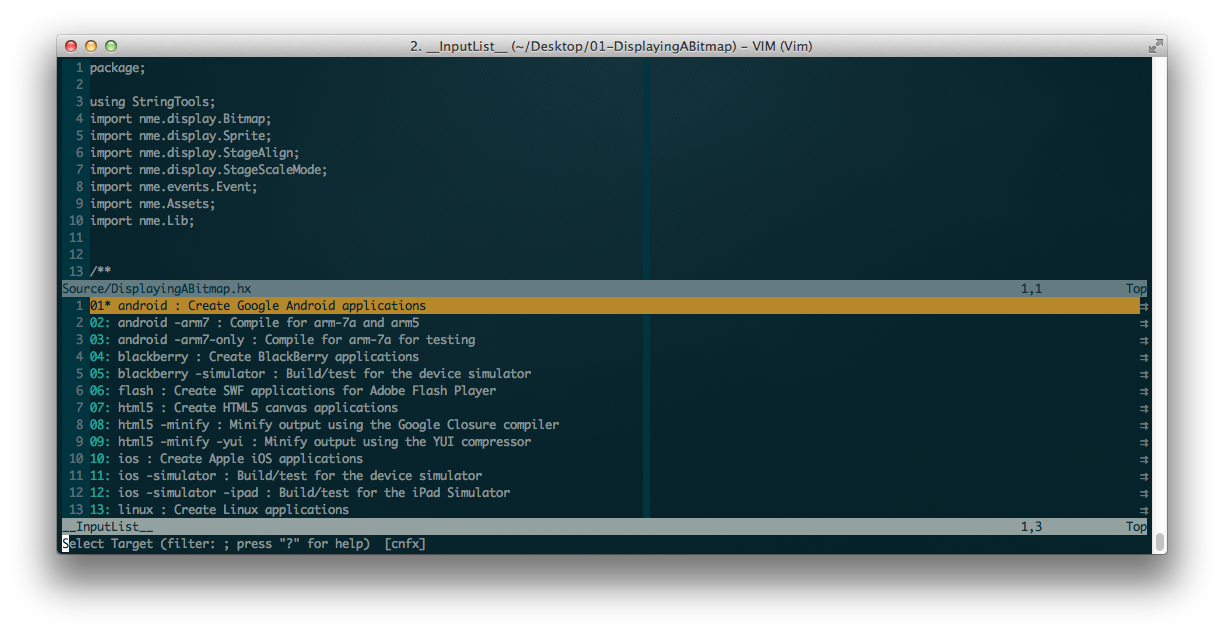 2. __InputList__ (~/Desktop/01-DisplayingABitmap) – VIM (Vim)
1 package;
2
3 using StringTools;
4 import nme.display.Bitmap;
5 import nme.display.Sprite;
6 import nme.display.StageAlign;
7 import nme.display.StageScaleMode;
8 import nme.events.Event;
9 import nme.Assets;
10 import nme.Lib;
11
12
13 /**
Source/DisplayingABitmap.hx 1,1 Top
1 01* android : Create Google Android applications ⇉
2 02: android -arm7 : Compile for arm-7a and arm5 ⇉
3 03: android -arm7-only : Compile for arm-7a for testing ⇉
4 04: blackberry : Create BlackBerry applications ⇉
5 05: blackberry -simulator : Build/test for the device simulator ⇉
6 06: flash : Create SWF applications for Adobe Flash Player ⇉
7 07: html5 : Create HTML5 canvas applications ⇉
8 08: html5 -minify : Minify output using the Google Closure compiler ⇉
9 09: html5 -minify -yui : Minify output using the YUI compressor ⇉
10 10: ios : Create Apple iOS applications ⇉
11 11: ios -simulator : Build/test for the device simulator ⇉
12 12: ios -simulator -ipad : Build/test for the iPad Simulator ⇉
13 13: linux : Create Linux applications ⇉
__InputList__ 1,3 Top
Select Target (filter: ; press "?" for help) [cnfx]